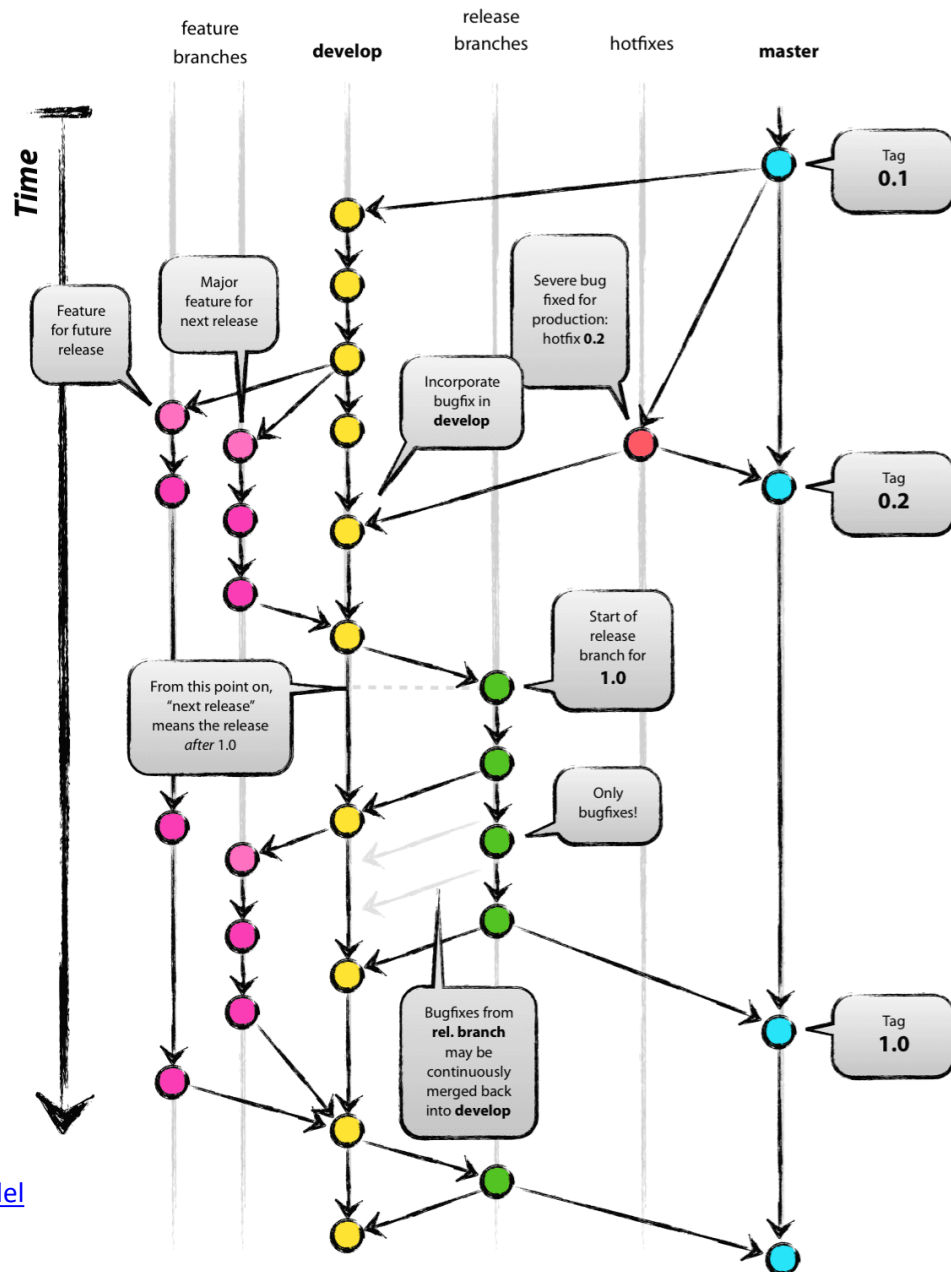 feature
branches
develop
release
branches
hotfixes
master
Time
Tag
0.1
Major
feature for
next release
Severe bug
fixed for
production:
hotfix 0.2
Feature
for future
release
Incorporate
bugfix in
develop
Tag
0.2
Start of
release
branch for
1.0
From this point on,
“next release”
means the release
after 1.0
Only
bugfixes!
Bugfixes from
rel. branch
may be
continuously
merged back
into develop
Tag
1.0